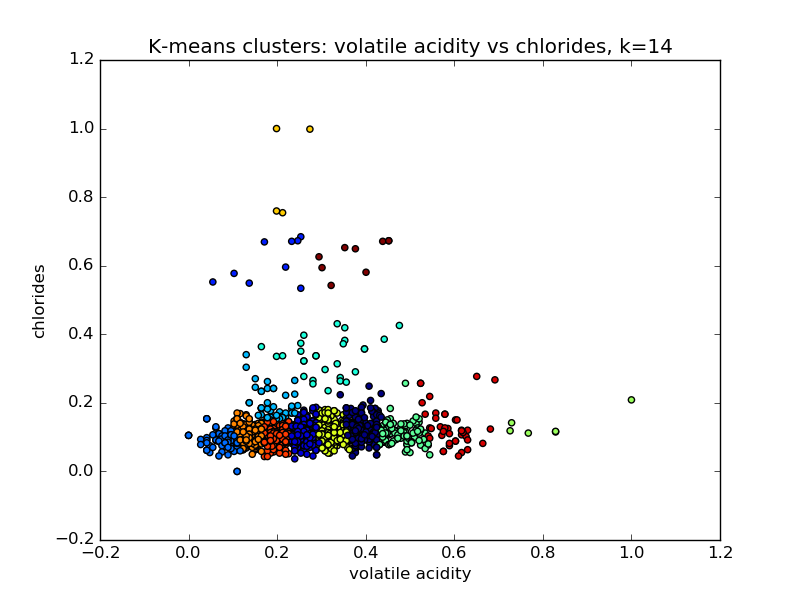 K-means clusters: volatile acidity vs chlorides, k=14
1.2
1.0
0.8
0.6
0.4
0.2
0.0
−0.2
chlorides
−0.2 0.0 0.2 0.4 0.6 0.8 1.0 1.2
volatile acidity